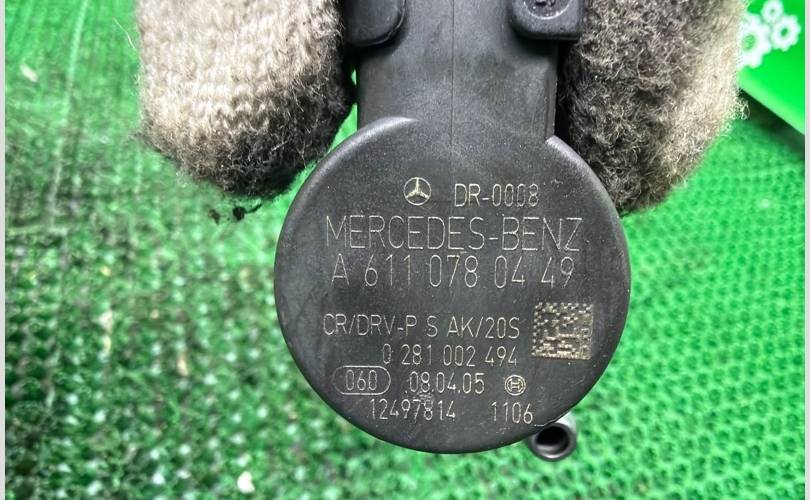 DR-0008
MERCEDES-BENZ
A 611 078 04 49
CR/DRV-P S AK/20S
0 281 002 494
060 08.04.05
12497814 1106